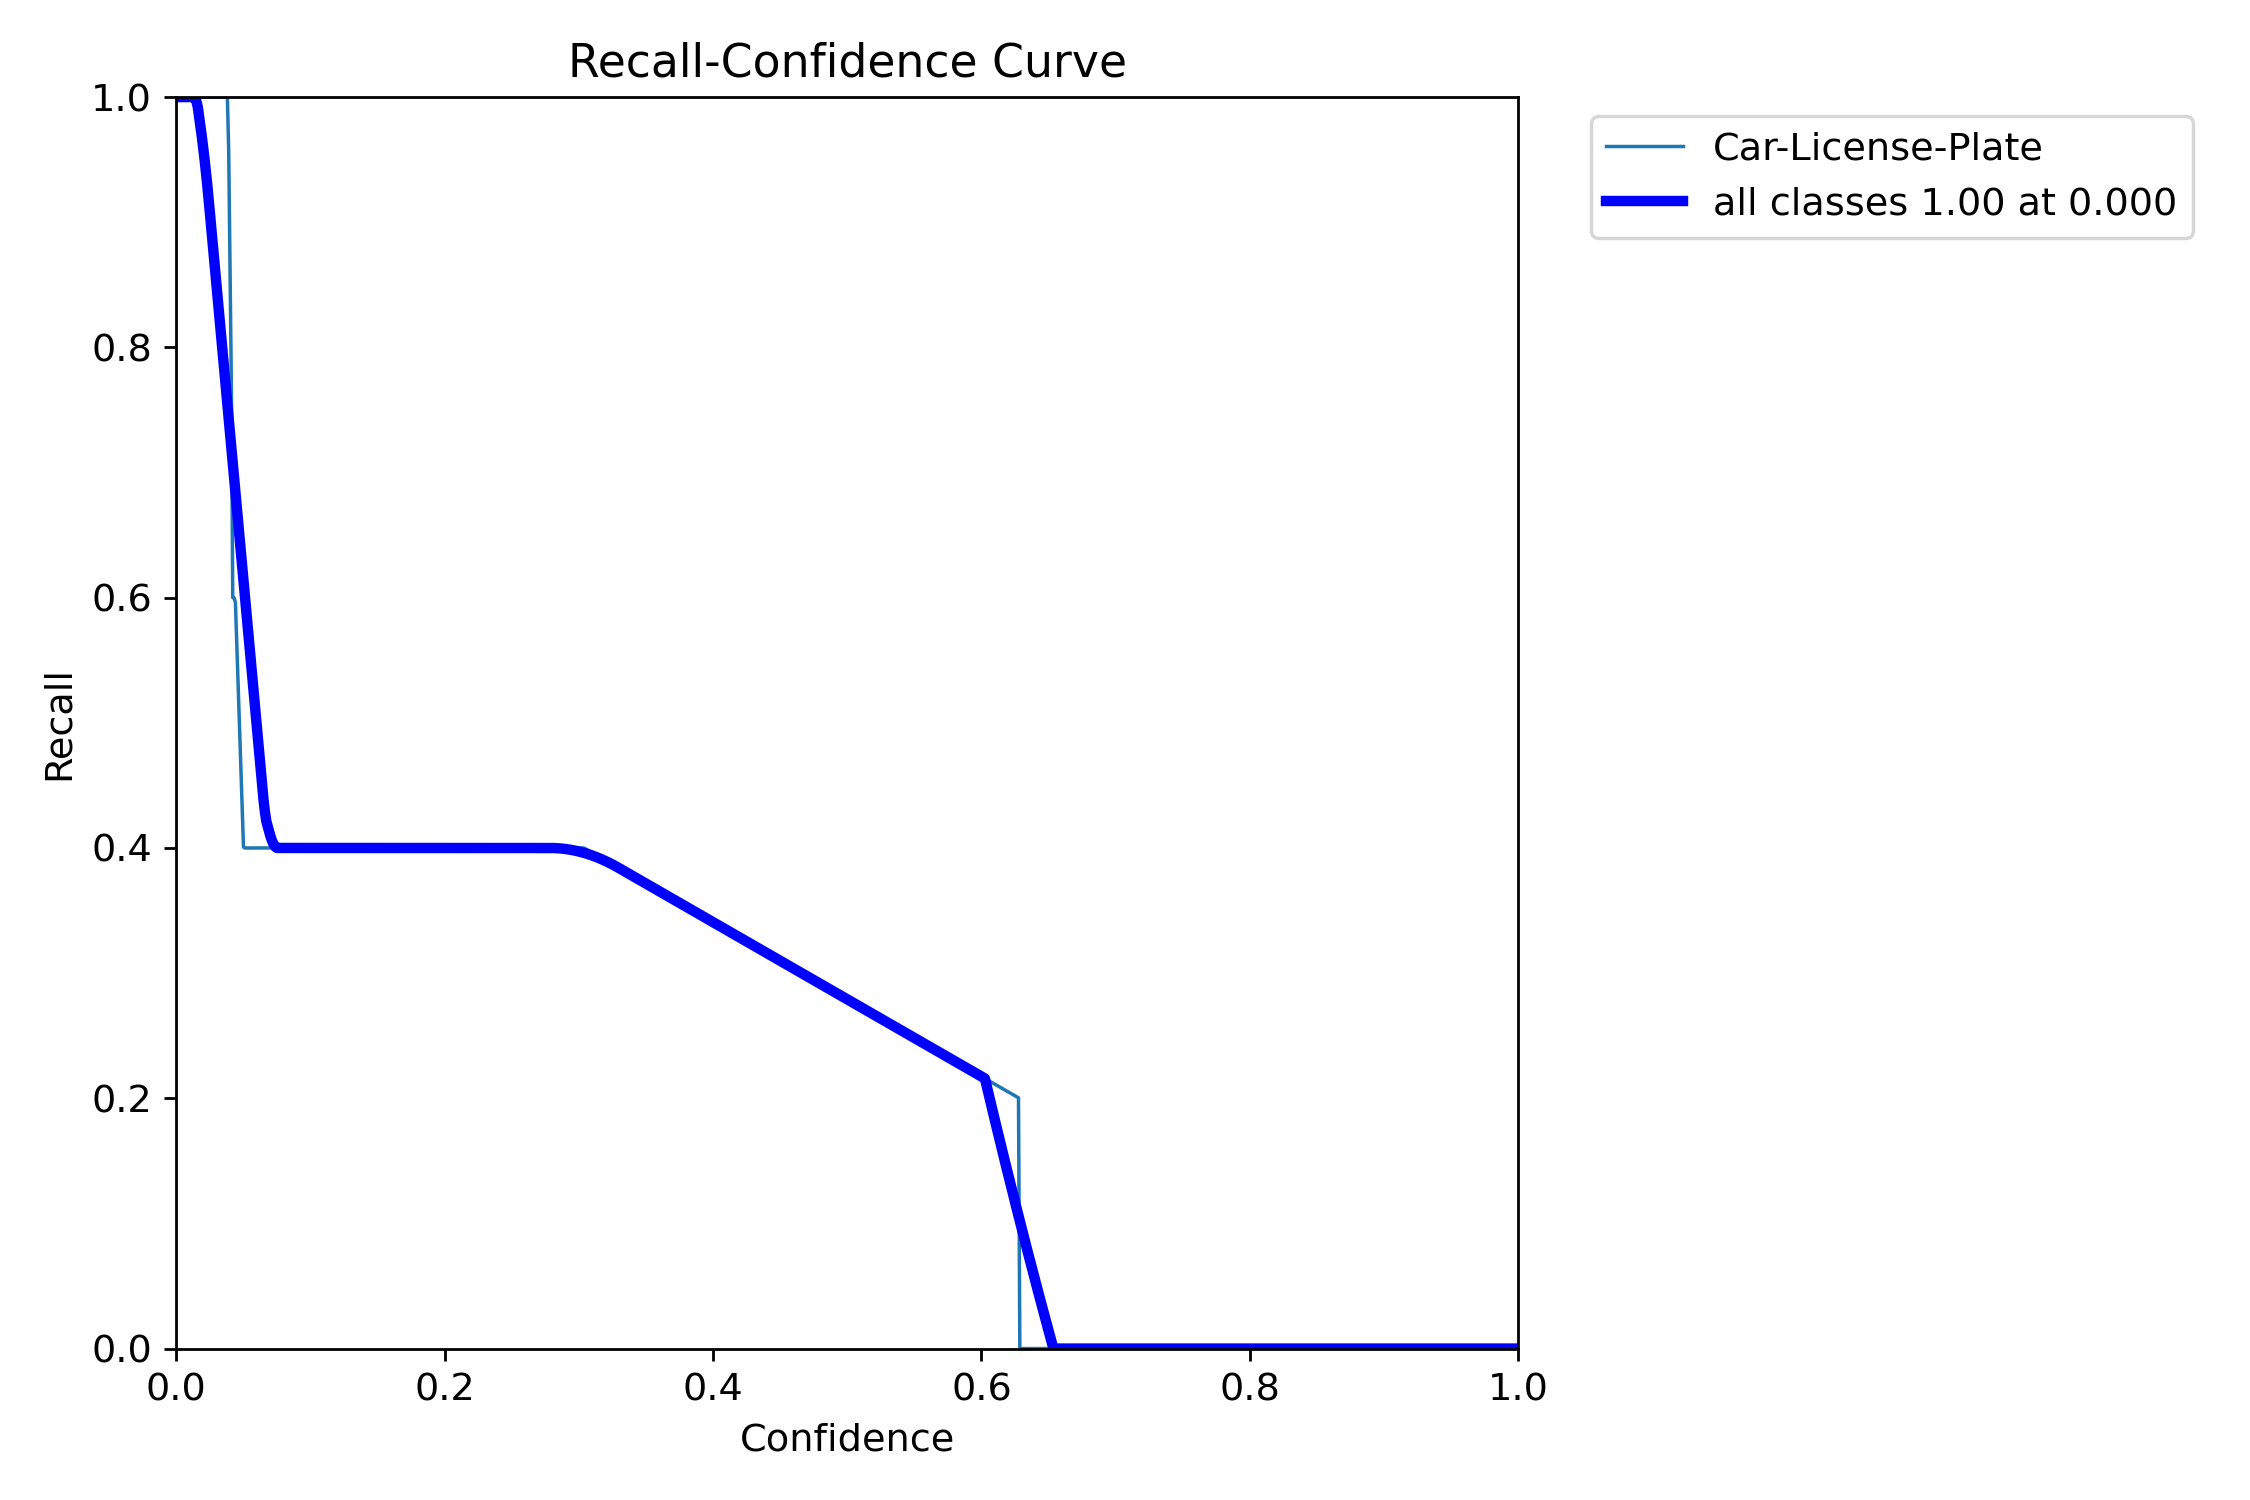 Recall-Confidence Curve
1.0
0.8
0.6
0.4
0.2
0.0
Recall
0.0 0.2 0.4 0.6 0.8 1.0
Confidence
Car-License-Plate
all classes 1.00 at 0.000